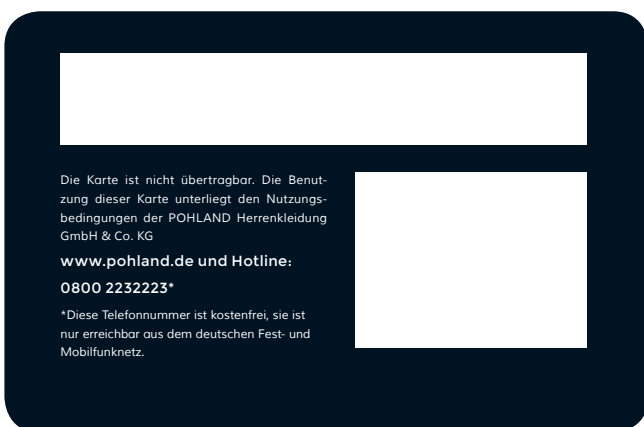 Die Karte ist nicht übertragbar. Die Benut-
zung dieser Karte unterliegt den Nutzungs-
bedingungen der POHLAND Herrenkleidung
GmbH & Co. KG
www.pohland.de und Hotline:
0800 2232223*
*Diese Telefonnummer ist kostenfrei, sie ist
nur erreichbar aus dem deutschen Fest- und
Mobilfunknetz.